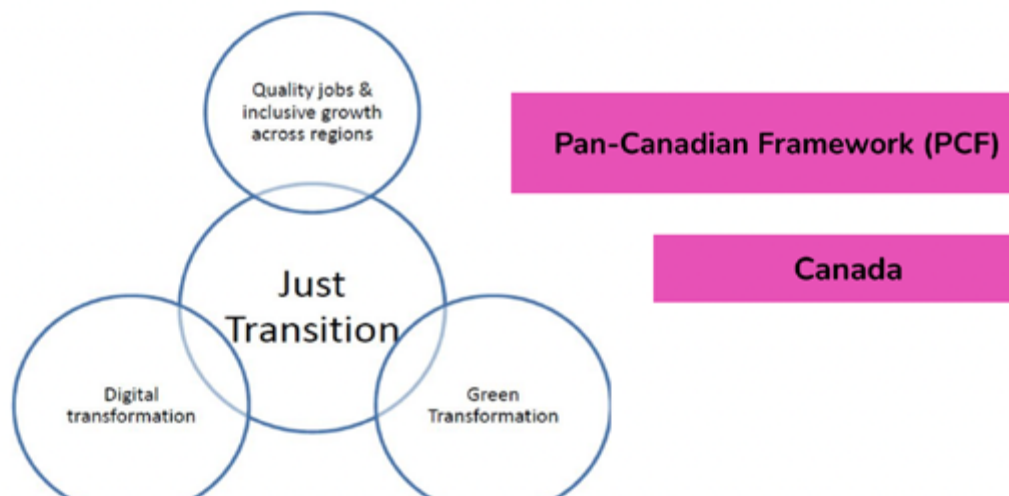 Quality jobs &
inclusive growth
across regions
Pan-Canadian Framework (PCF)
Canada
Just
Transition
Digital
transformation
Green
Transformation